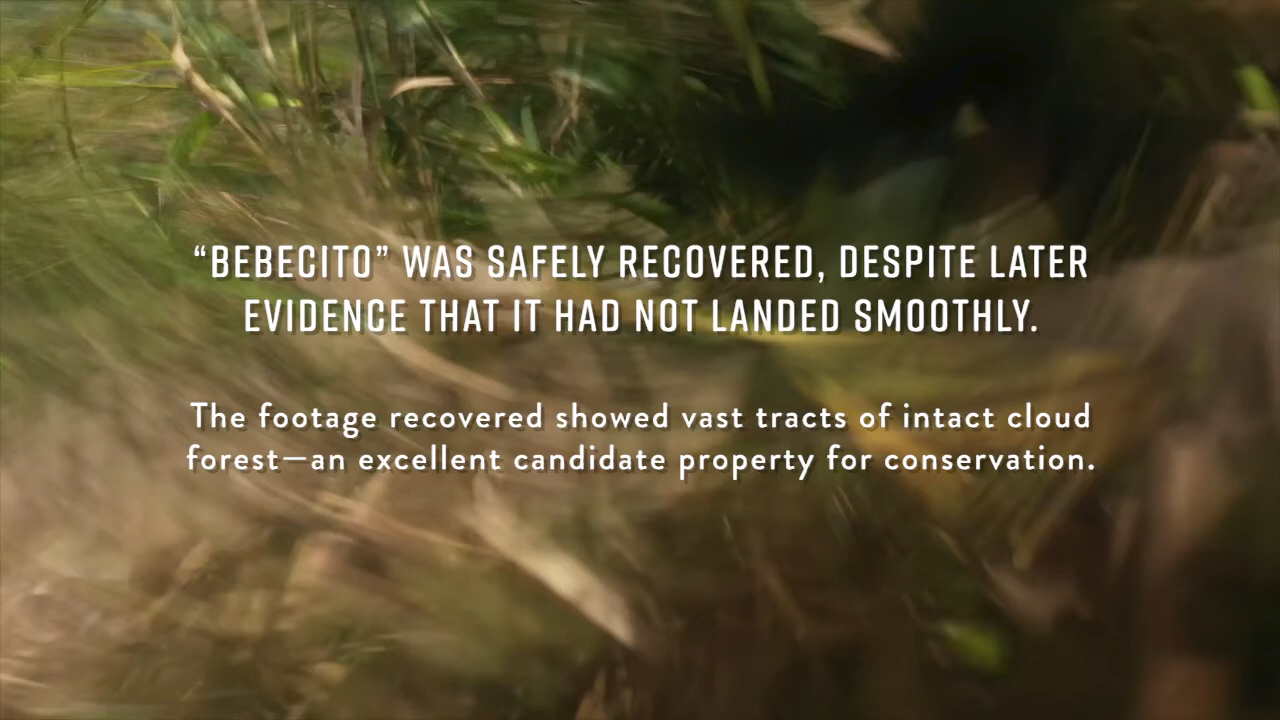 “BEBECITO” WAS SAFELY RECOVERED, DESPITE LATER
EVIDENCE THAT IT HAD NOT LANDED SMOOTHLY.
The footage recovered showed vast tracts of intact cloud
forest—an excellent candidate property for conservation.